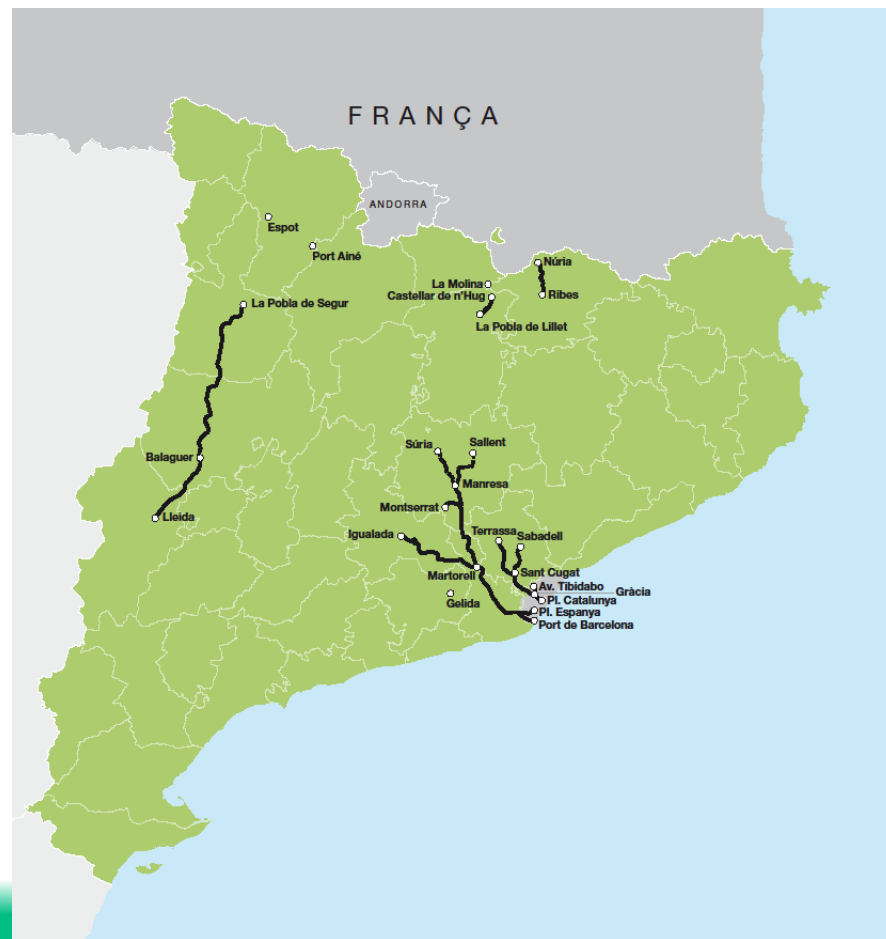 FRANÇA
ANDORRA
Espot
Port Ainé
Núria
La Molina
Castellar de n'Hug
Ribes
La Pobla de Segur
La Pobla de Lillet
Súria
Sallent
Balaguer
Manresa
Montserrat
Lleida
Igualada
Terrassa
Sabadell
Martorell
Sant Cugat
Av. Tibidabo
Gràcia
Gelida
Pl. Catalunya
Pl. Espanya
Port de Barcelona